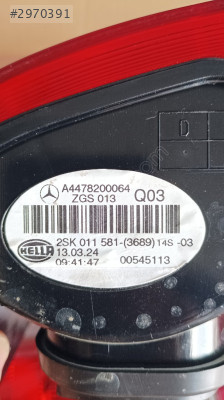 #2970391
D
A4478200064
ZGS 013
Q03
HELLA
2SK 011 581-(3689) 14S -03
13.03.24
09:41:47
00545113